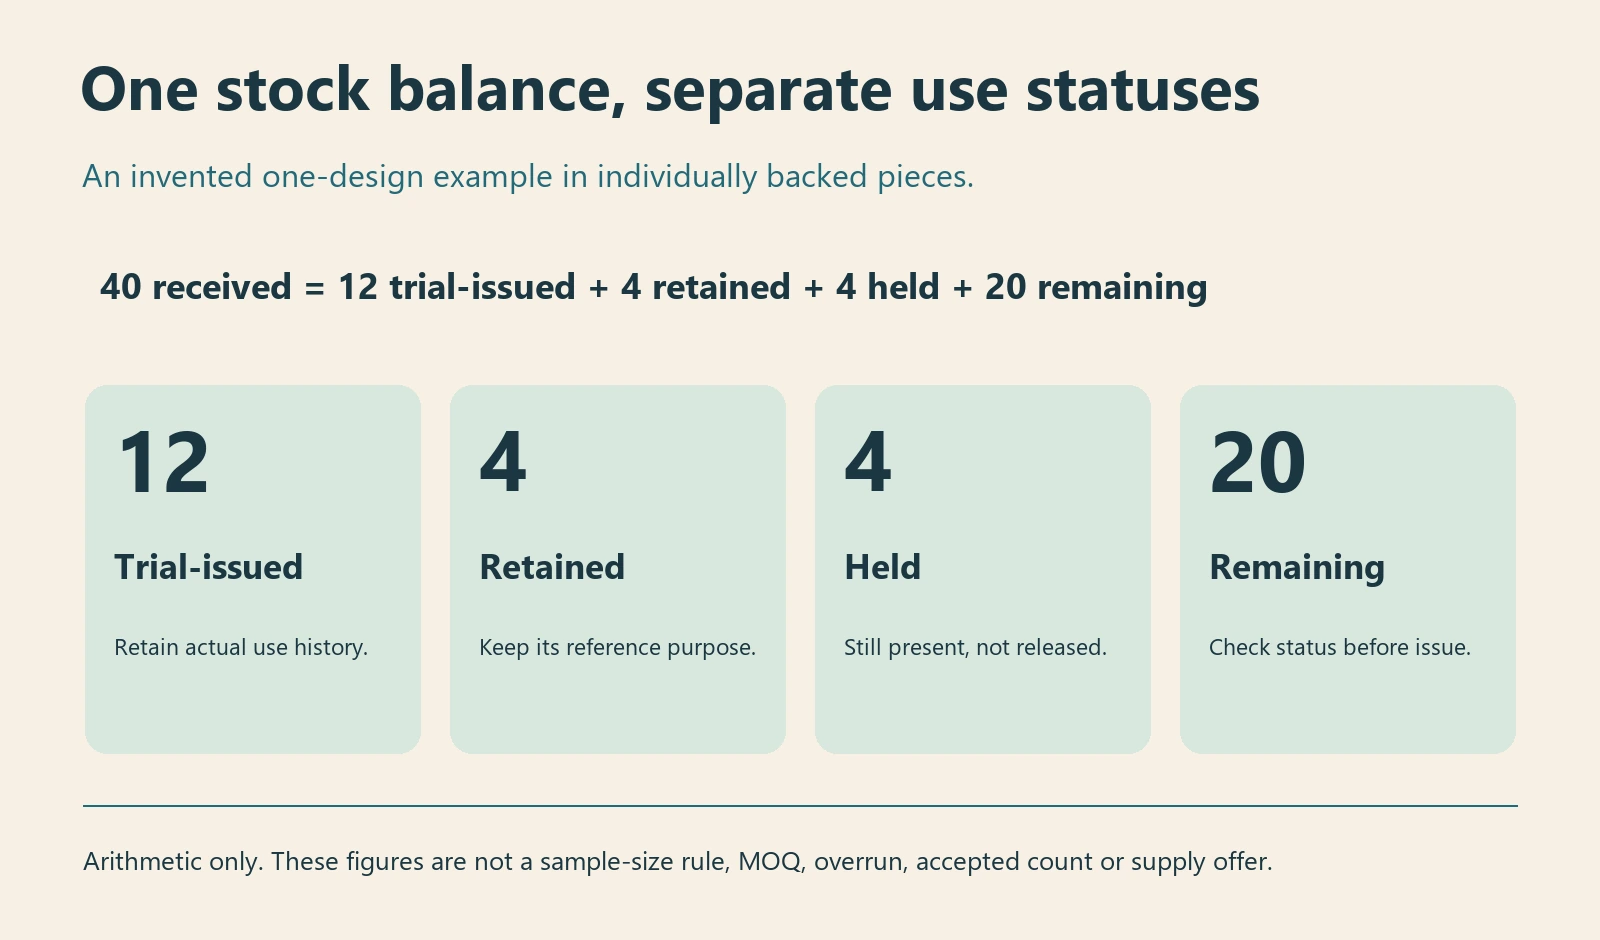 One stock balance, separate use statuses
An invented one-design example in individually backed pieces.
40 received = 12 trial-issued + 4 retained + 4 held + 20 remaining
12
Trial-issued
Retain actual use history.
4
Retained
Keep its reference purpose.
4
Held
Still present, not released.
20
Remaining
Check status before issue.
Arithmetic only. These figures are not a sample-size rule, MOQ, overrun, accepted count or supply offer.